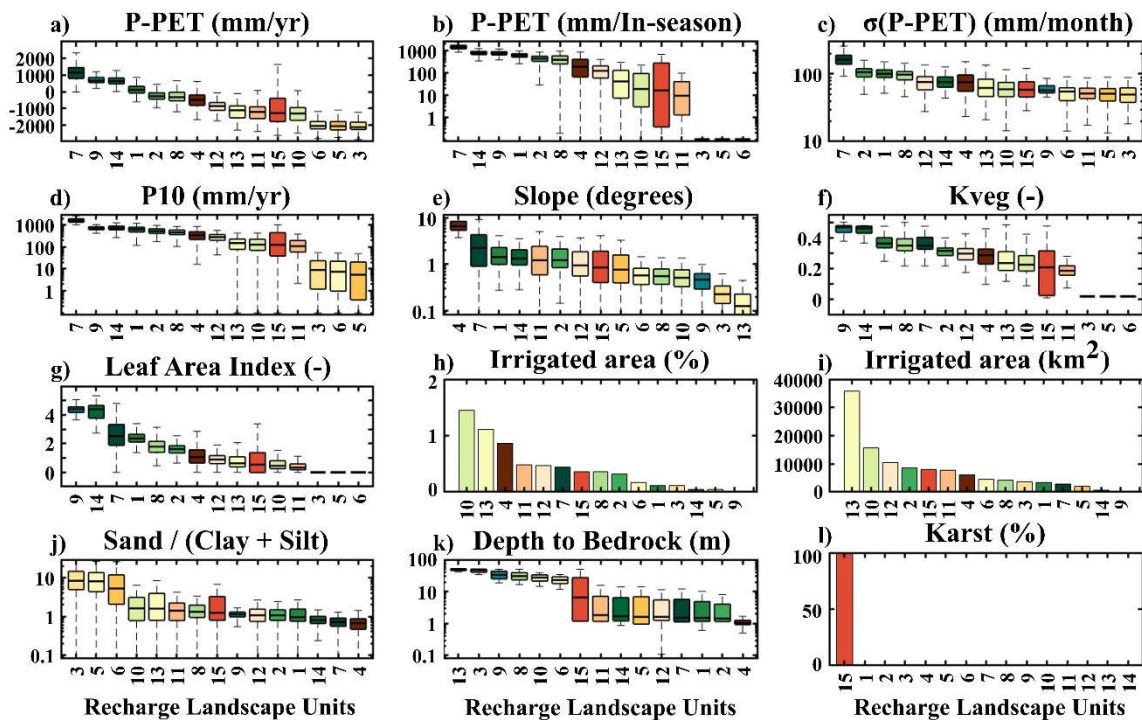 a) P-PET (mm/yr)
2000
1000
0
-1000
-2000
7 9 14 1 2 8 4 12 13 11 15 10 6 5 3
b) P-PET (mm/In-season)
1000
100
10
1
7 14 9 1 2 8 4 12 13 10 15 11 3 5 6
c) σ(P-PET) (mm/month)
100
10
7 2 1 8 12 14 4 13 10 15 9 6 11 5 3
d) P10 (mm/yr)
1000
100
10
1
7 9 14 1 2 8 4 12 13 10 15 11 3 6 5
e) Slope (degrees)
10
1.0
0.1
4 7 1 14 11 2 12 15 5 6 8 10 9 3 13
f) Kveg (-)
0.4
0.2
0
9 14 1 8 7 2 12 4 13 10 15 11 3 5 6
g) Leaf Area Index (-)
4
2
0
9 14 7 1 8 2 4 12 13 15 10 11 3 5 6
h) Irrigated area (%)
2
1
0
10 13 4 11 12 7 15 8 2 6 1 3 14 5 9
i) Irrigated area (km²)
40000
30000
20000
10000
0
13 10 12 2 15 11 4 6 8 3 1 7 5 14 9
j) Sand / (Clay + Silt)
10
1
0.1
3 5 6 10 13 11 8 15 9 12 2 1 14 7 4
Recharge Landscape Units
k) Depth to Bedrock (m)
100
10
1
0.1
13 3 9 8 10 6 15 11 14 5 12 7 1 2 4
Recharge Landscape Units
l) Karst (%)
100
50
0
15 1 2 3 4 5 6 7 8 9 10 11 12 13 14
Recharge Landscape Units